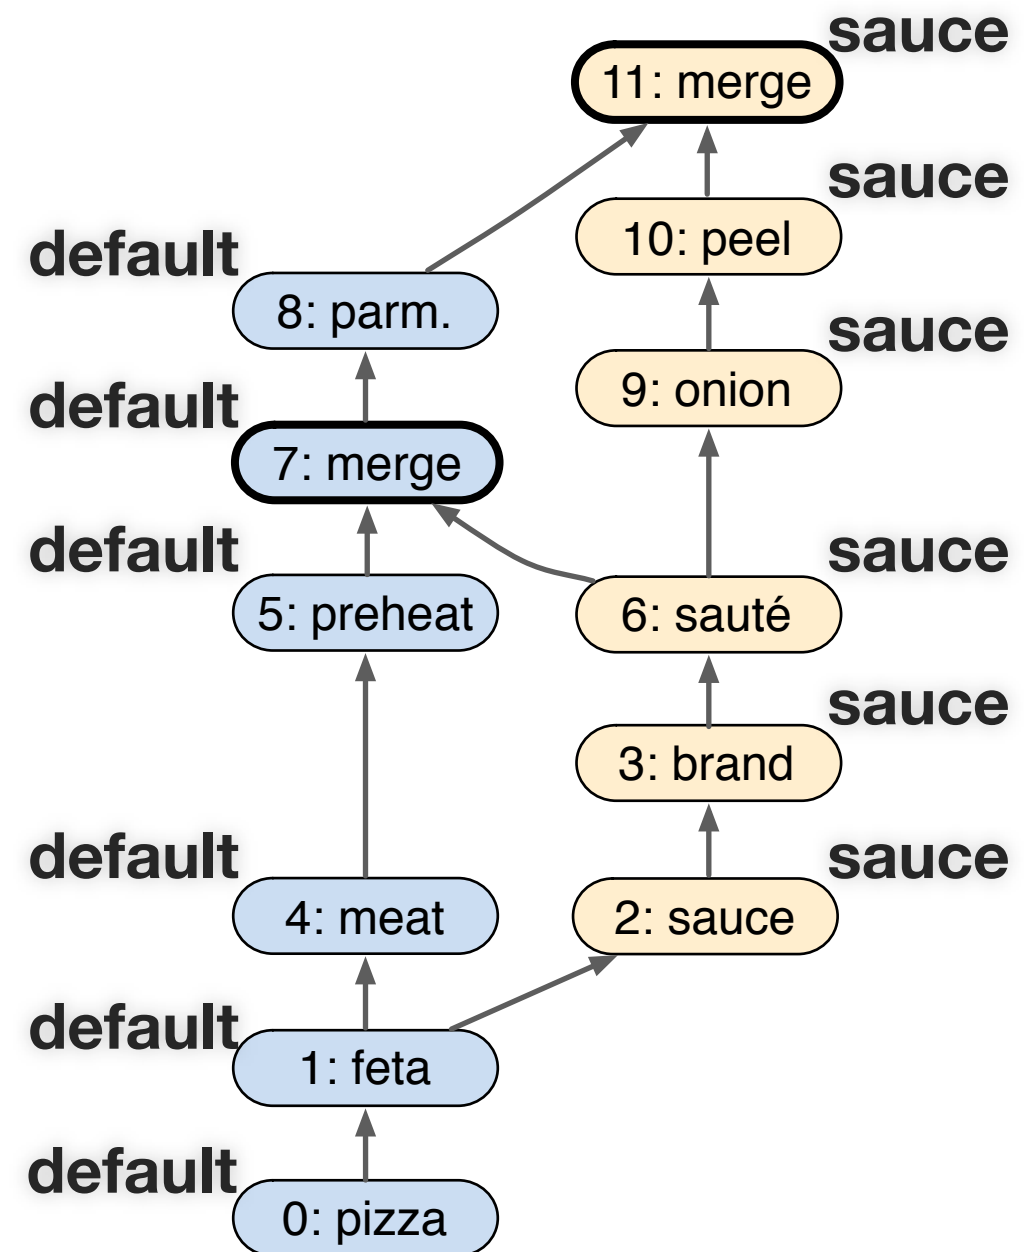 sauce
11: merge
sauce
10: peel
default
8: parm.
sauce
9: onion
default
7: merge
default
5: preheat
sauce
6: sauté
sauce
3: brand
default
4: meat
sauce
2: sauce
default
1: feta
default
0: pizza